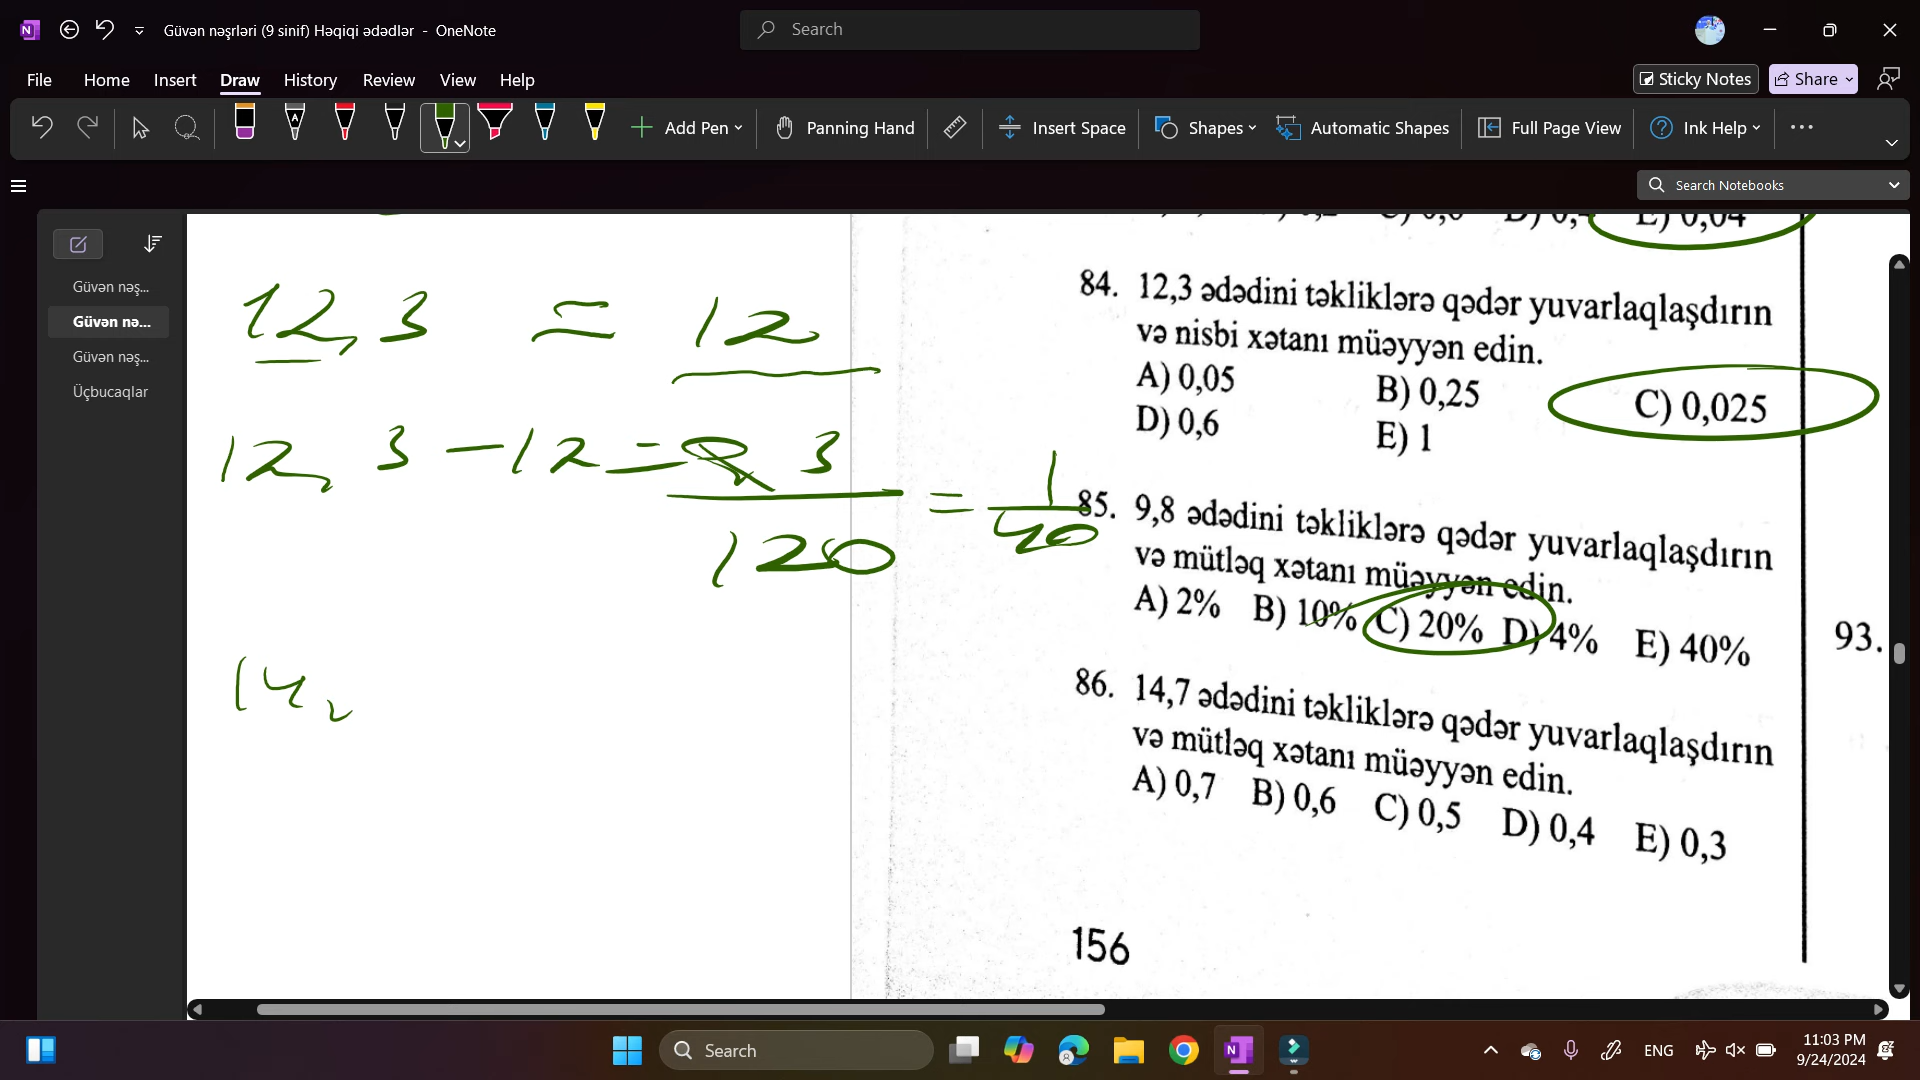 Güvən nəşrləri (9 sinif) Həqiqi ədədlər - OneNote
Search
File Home Insert Draw History Review View Help
Sticky Notes
Share
A
Add Pen
Panning Hand
Insert Space
Shapes
Automatic Shapes
Full Page View
Ink Help
Search Notebooks
Güvən nəş...
Güvən nə...
Güvən nəş...
Üçbucaqlar
12,3 = 12
12,3 - 12 = 3
120
= 1
40
14,
E) 0,04
84. 12,3 ədədini təkliklərə qədər yuvarlaqlaşdırın
və nisbi xətanı müəyyən edin.
A) 0,05 B) 0,25 C) 0,025
D) 0,6 E) 1
85. 9,8 ədədini təkliklərə qədər yuvarlaqlaşdırın
və mütləq xətanı müəyyən edin.
A) 2% B) 10% C) 20% D) 4% E) 40%
93.
86. 14,7 ədədini təkliklərə qədər yuvarlaqlaşdırın
və mütləq xətanı müəyyən edin.
A) 0,7 B) 0,6 C) 0,5 D) 0,4 E) 0,3
156
Search
ENG
11:03 PM
9/24/2024